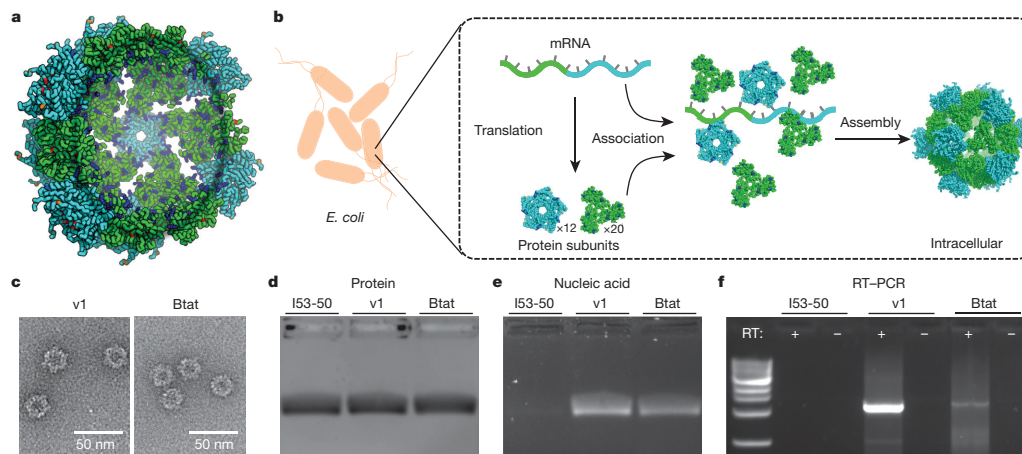 a
b
mRNA
Translation
Association
Assembly
E. coli
×12
×20
Protein subunits
Intracellular
c
v1
Btat
50 nm
50 nm
d
Protein
I53-50
v1
Btat
e
Nucleic acid
I53-50
v1
Btat
f
RT–PCR
I53-50
v1
Btat
RT:
+
–
+
–
+
–